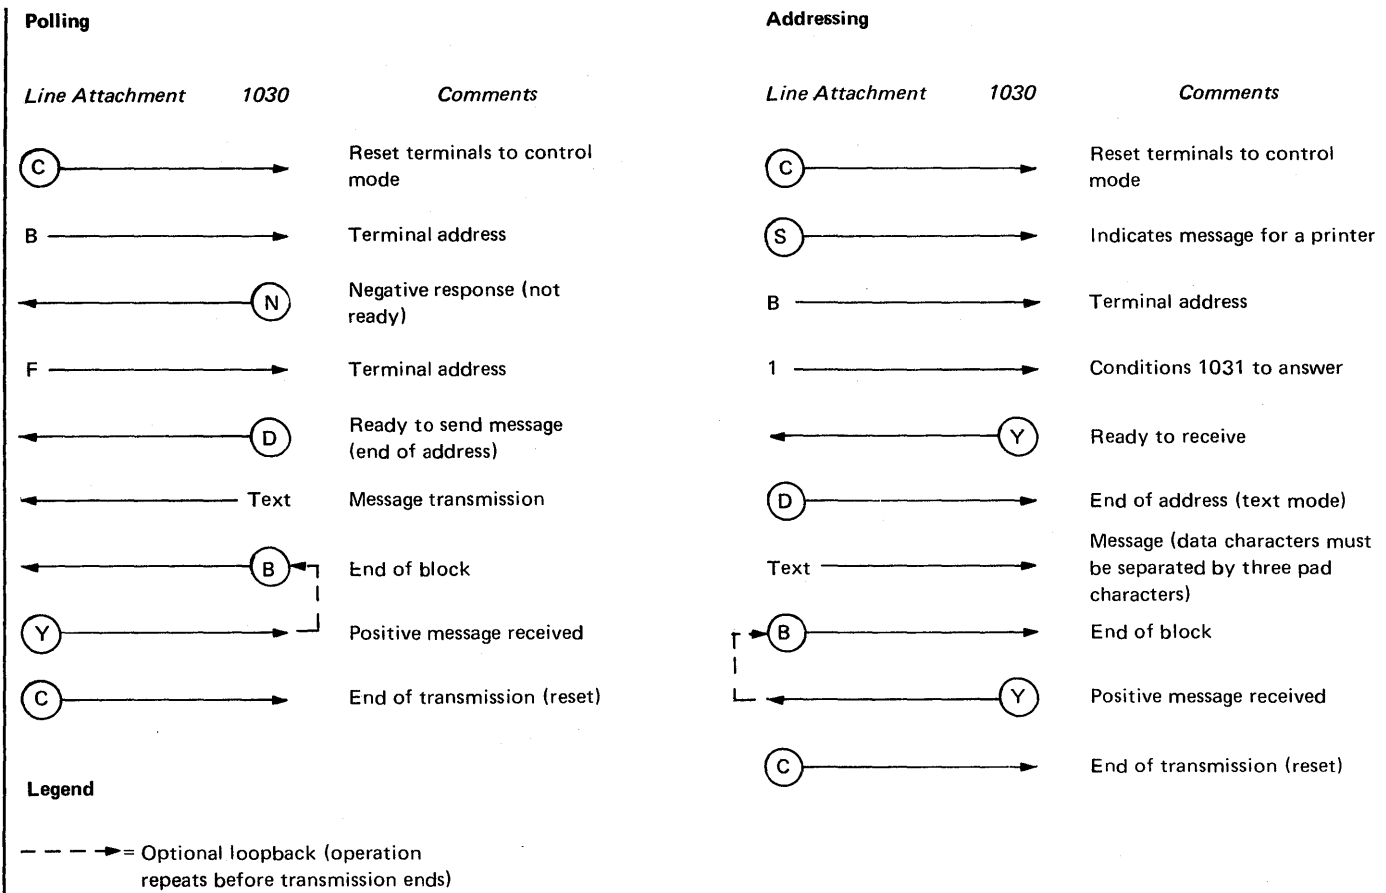 Polling
Line Attachment 1030 Comments
C Reset terminals to control
mode
B Terminal address
N Negative response (not
ready)
F Terminal address
D Ready to send message
(end of address)
Text Message transmission
B End of block
Y Positive message received
C End of transmission (reset)
Legend
= Optional loopback (operation
repeats before transmission ends)
Addressing
Line Attachment 1030 Comments
C Reset terminals to control
mode
S Indicates message for a printer
B Terminal address
1 Conditions 1031 to answer
Y Ready to receive
D End of address (text mode)
Message (data characters must
Text be separated by three pad
characters)
B End of block
Y Positive message received
C End of transmission (reset)